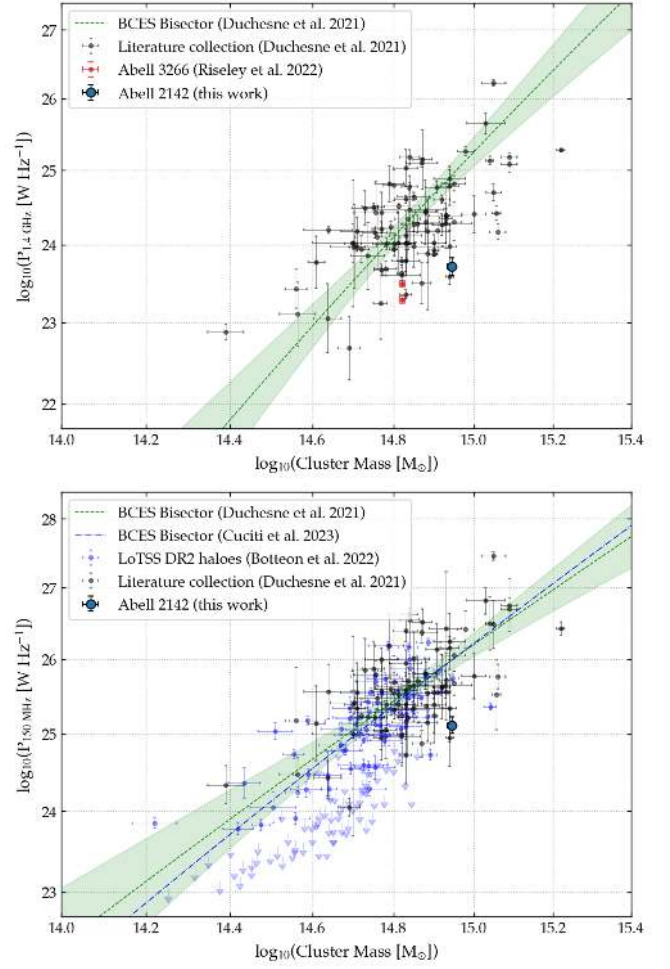 BCES Bisector (Duchesne et al. 2021)
Literature collection (Duchesne et al. 2021)
Abell 3266 (Riseley et al. 2022)
Abell 2142 (this work)
27
26
25
24
23
22
log₁₀(P₁.₄ GHz [W Hz⁻¹])
14.0 14.2 14.4 14.6 14.8 15.0 15.2 15.4
log₁₀(Cluster Mass [M⊙])
BCES Bisector (Duchesne et al. 2021)
BCES Bisector (Cuciti et al. 2023)
LoTSS DR2 haloes (Botteon et al. 2022)
Literature collection (Duchesne et al. 2021)
Abell 2142 (this work)
28
27
26
25
24
23
log₁₀(P₁₅₀ MHz [W Hz⁻¹])
14.0 14.2 14.4 14.6 14.8 15.0 15.2 15.4
log₁₀(Cluster Mass [M⊙])